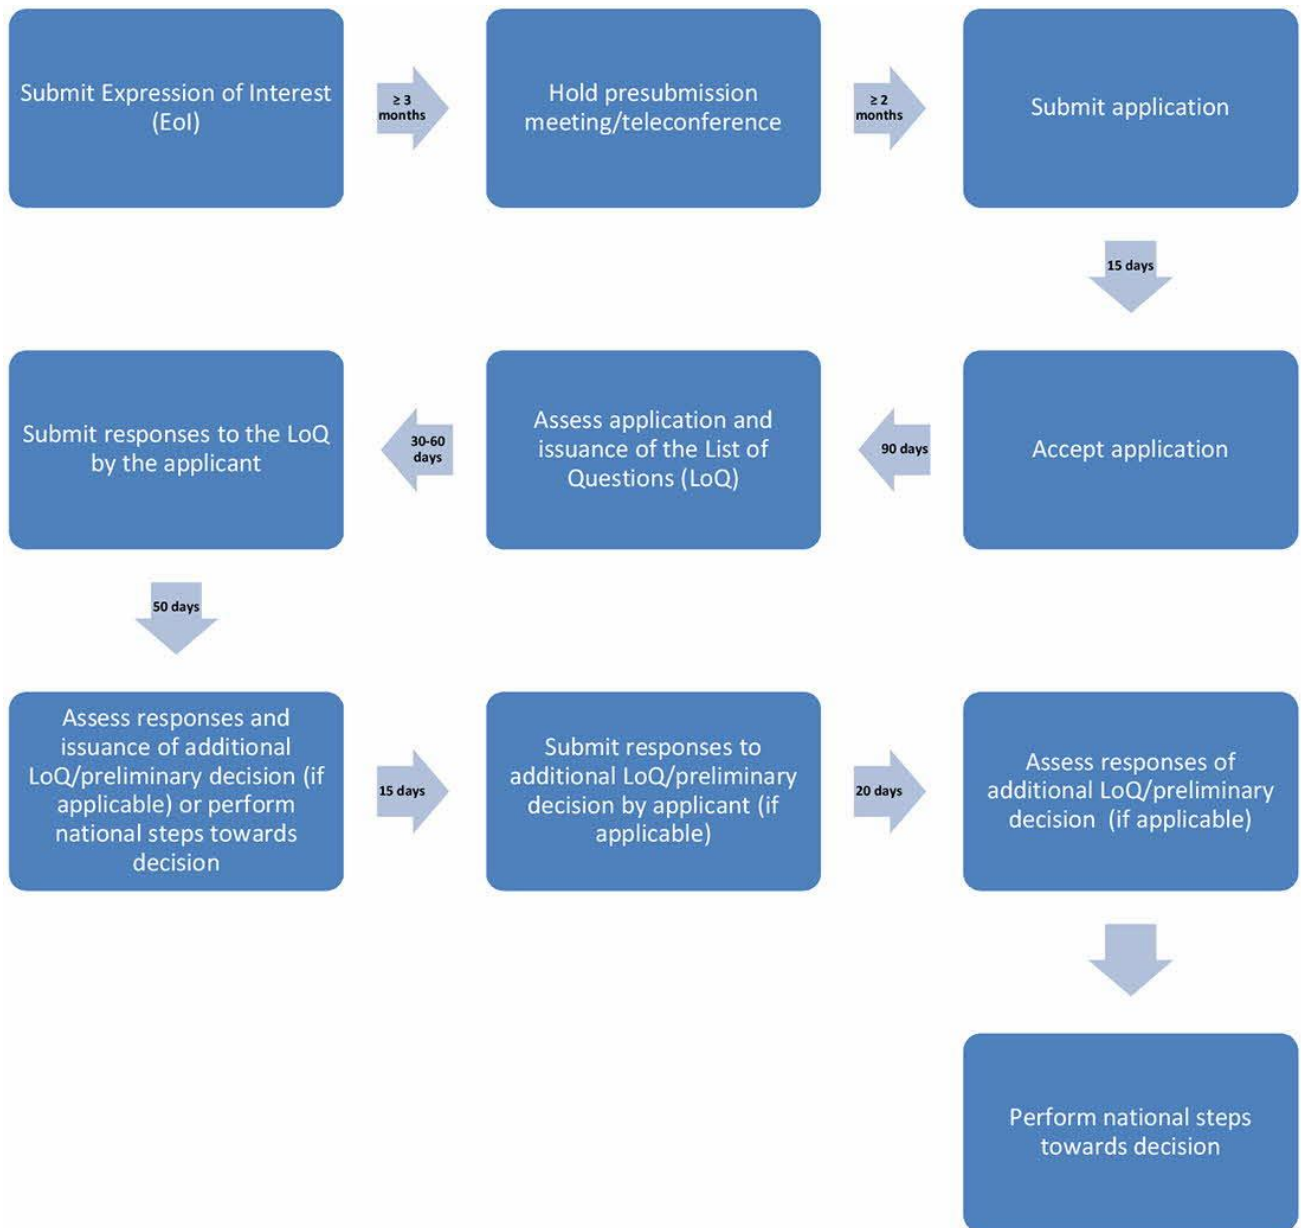 Submit Expression of Interest
(EoI)
≥ 3
months
Hold presubmission
meeting/teleconference
≥ 2
months
Submit application
15 days
Accept application
90 days
Assess application and
issuance of the List of
Questions (LoQ)
30-60
days
Submit responses to the LoQ
by the applicant
50 days
Assess responses and
issuance of additional
LoQ/preliminary decision (if
applicable) or perform
national steps towards
decision
15 days
Submit responses to
additional LoQ/preliminary
decision by applicant (if
applicable)
20 days
Assess responses of
additional LoQ/preliminary
decision (if applicable)
Perform national steps
towards decision